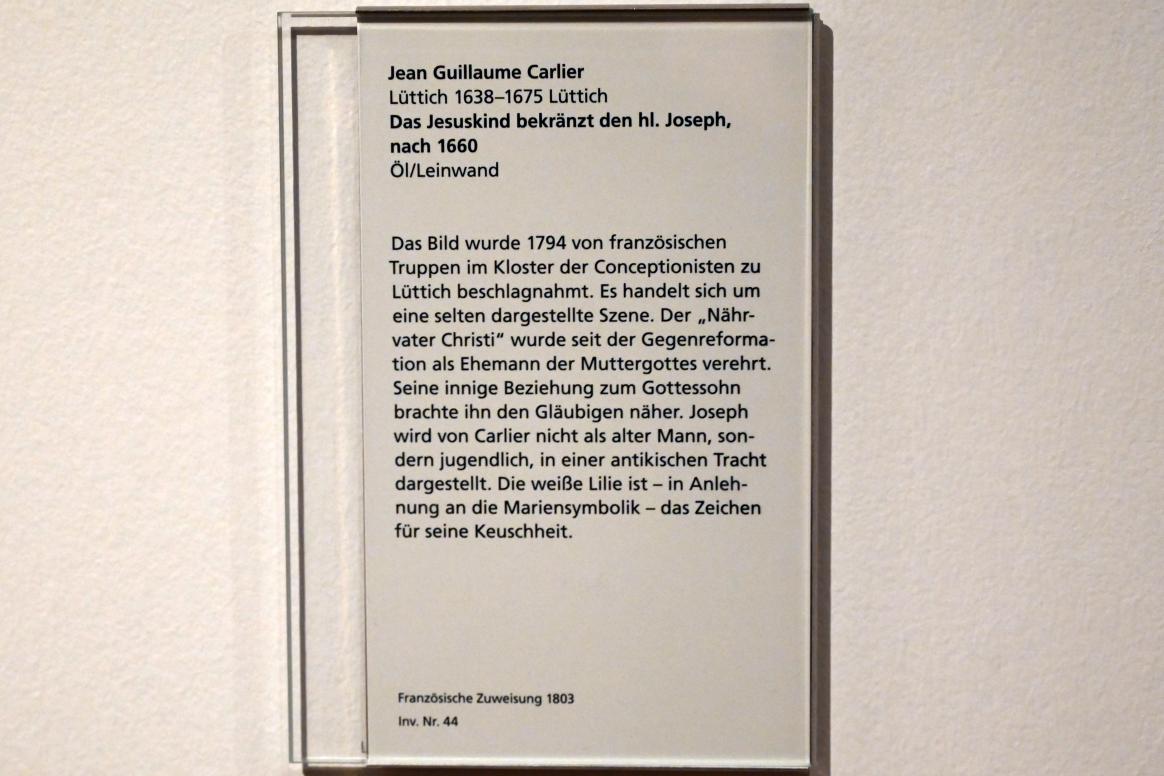 Jean Guillaume Carlier
Lüttich 1638–1675 Lüttich
Das Jesuskind bekränzt den hl. Joseph,
nach 1660
Öl/Leinwand
Das Bild wurde 1794 von französischen
Truppen im Kloster der Conceptionisten zu
Lüttich beschlagnahmt. Es handelt sich um
eine selten dargestellte Szene. Der „Nähr-
vater Christi“ wurde seit der Gegenreforma-
tion als Ehemann der Muttergottes verehrt.
Seine innige Beziehung zum Gottessohn
brachte ihn den Gläubigen näher. Joseph
wird von Carlier nicht als alter Mann, son-
dern jugendlich, in einer antikischen Tracht
dargestellt. Die weiße Lilie ist – in Anleh-
nung an die Mariensymbolik – das Zeichen
für seine Keuschheit.
Französische Zuweisung 1803
Inv. Nr. 44